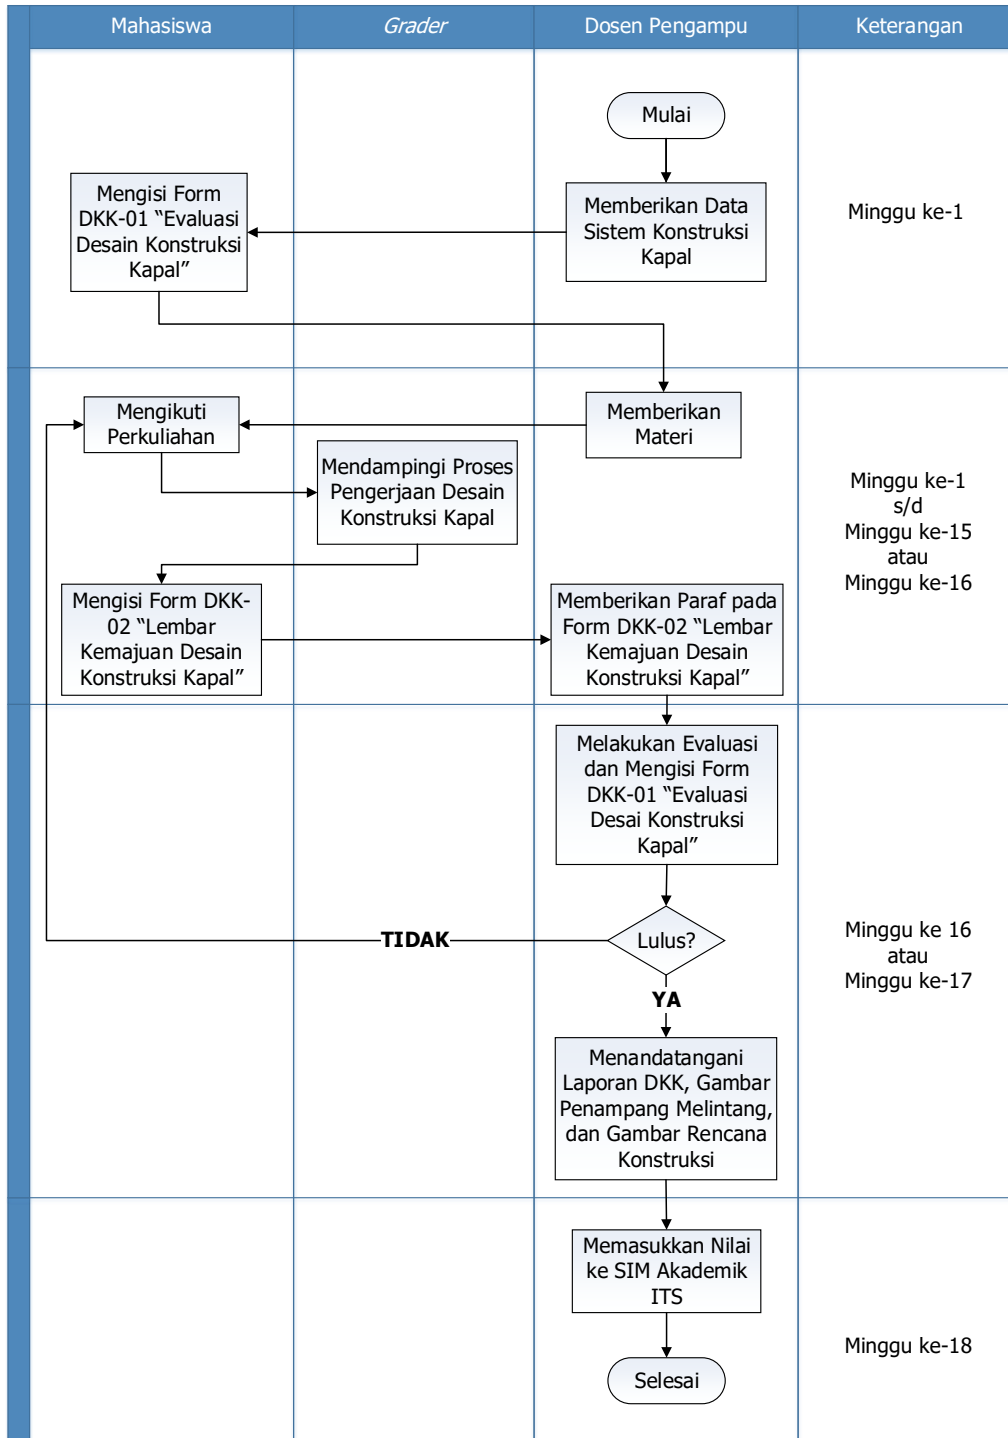 Mahasiswa
Grader
Dosen Pengampu
Keterangan
Mulai
Memberikan Data
Sistem Konstruksi
Kapal
Mengisi Form
DKK-01 “Evaluasi
Desain Konstruksi
Kapal”
Minggu ke-1
Memberikan
Materi
Mengikuti
Perkuliahan
Mendampingi Proses
Pengerjaan Desain
Konstruksi Kapal
Mengisi Form DKK-
02 “Lembar
Kemajuan Desain
Konstruksi Kapal”
Memberikan Paraf pada
Form DKK-02 “Lembar
Kemajuan Desain
Konstruksi Kapal”
Minggu ke-1
s/d
Minggu ke-15
atau
Minggu ke-16
Melakukan Evaluasi
dan Mengisi Form
DKK-01 “Evaluasi
Desai Konstruksi
Kapal”
Lulus?
TIDAK
YA
Menandatangani
Laporan DKK, Gambar
Penampang Melintang,
dan Gambar Rencana
Konstruksi
Minggu ke 16
atau
Minggu ke-17
Memasukkan Nilai
ke SIM Akademik
ITS
Selesai
Minggu ke-18